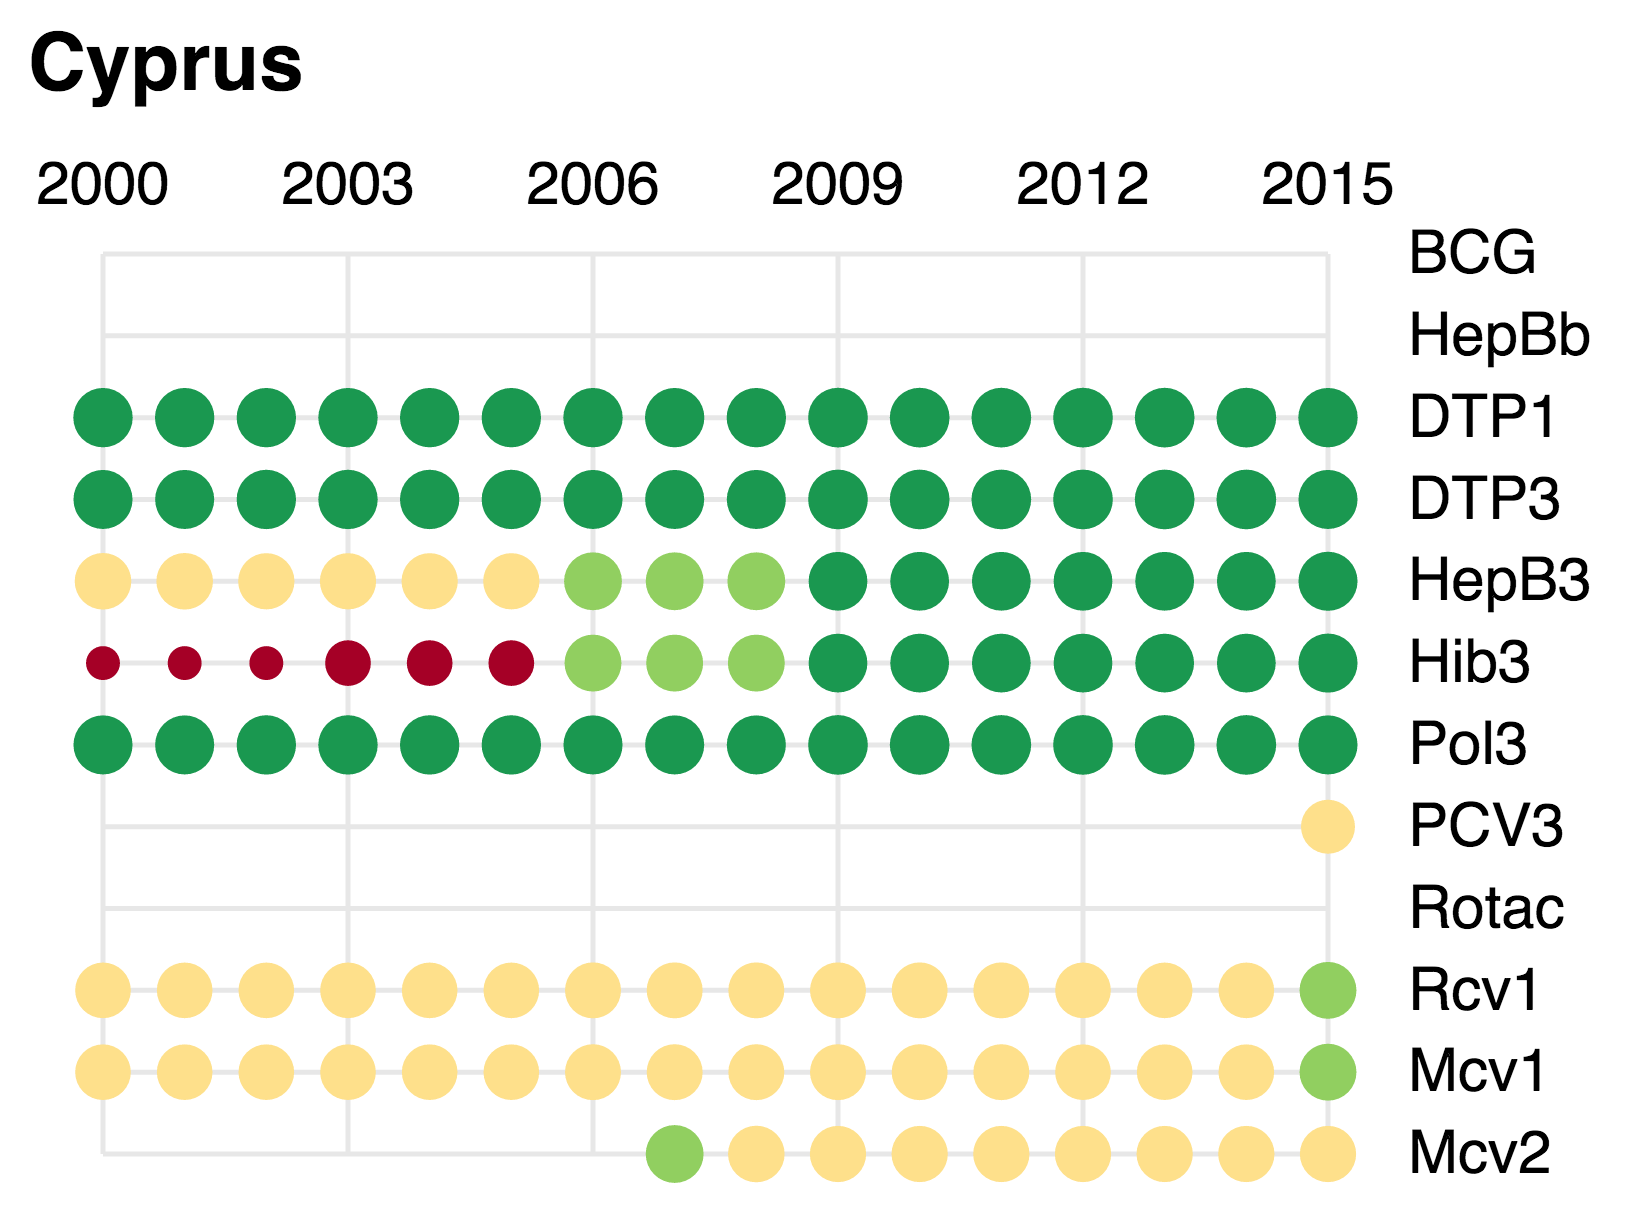 Cyprus
2000 2003 2006 2009 2012 2015
BCG
HepBb
DTP1
DTP3
HepB3
Hib3
Pol3
PCV3
Rotac
Rcv1
Mcv1
Mcv2